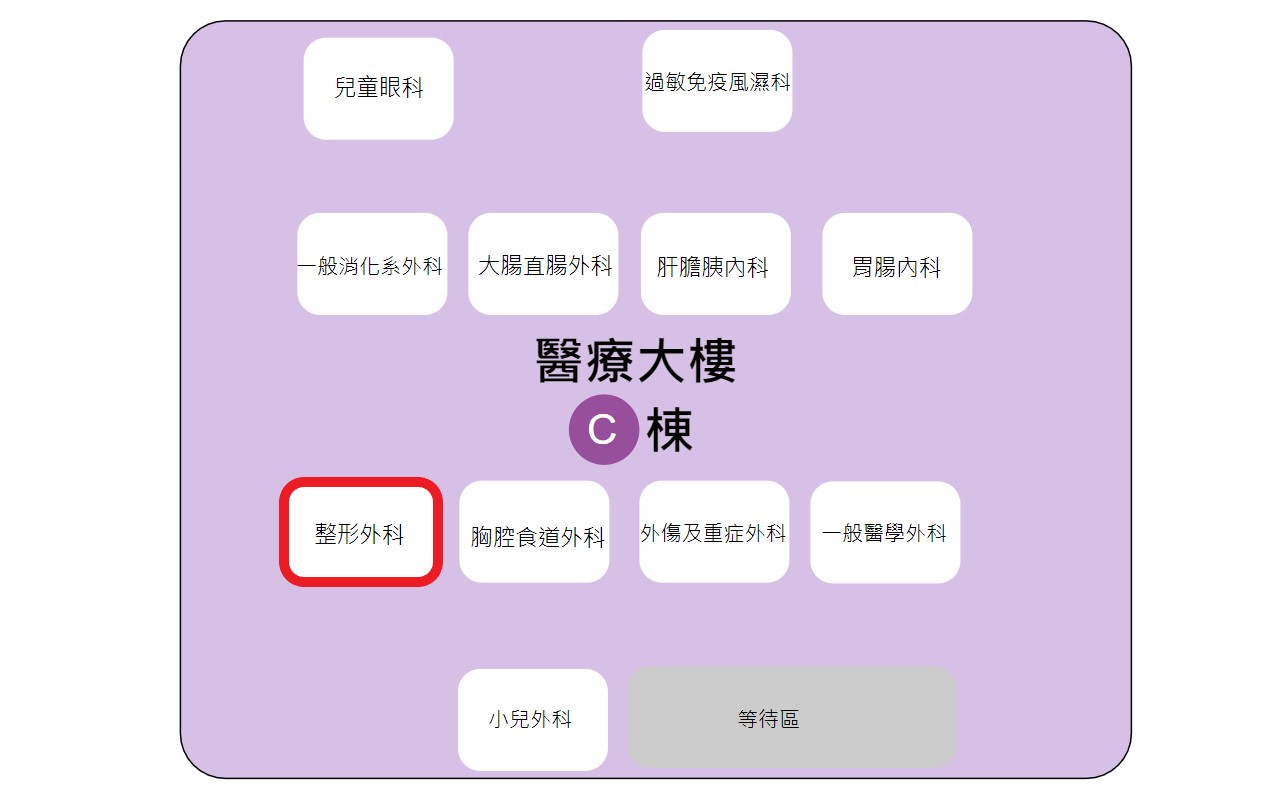 兒童眼科
過敏免疫風濕科
一般消化系外科
大腸直腸外科
肝膽胰內科
胃腸內科
醫療大樓
C 棟
整形外科
胸腔食道外科
外傷及重症外科
一般醫學外科
小兒外科
等待區